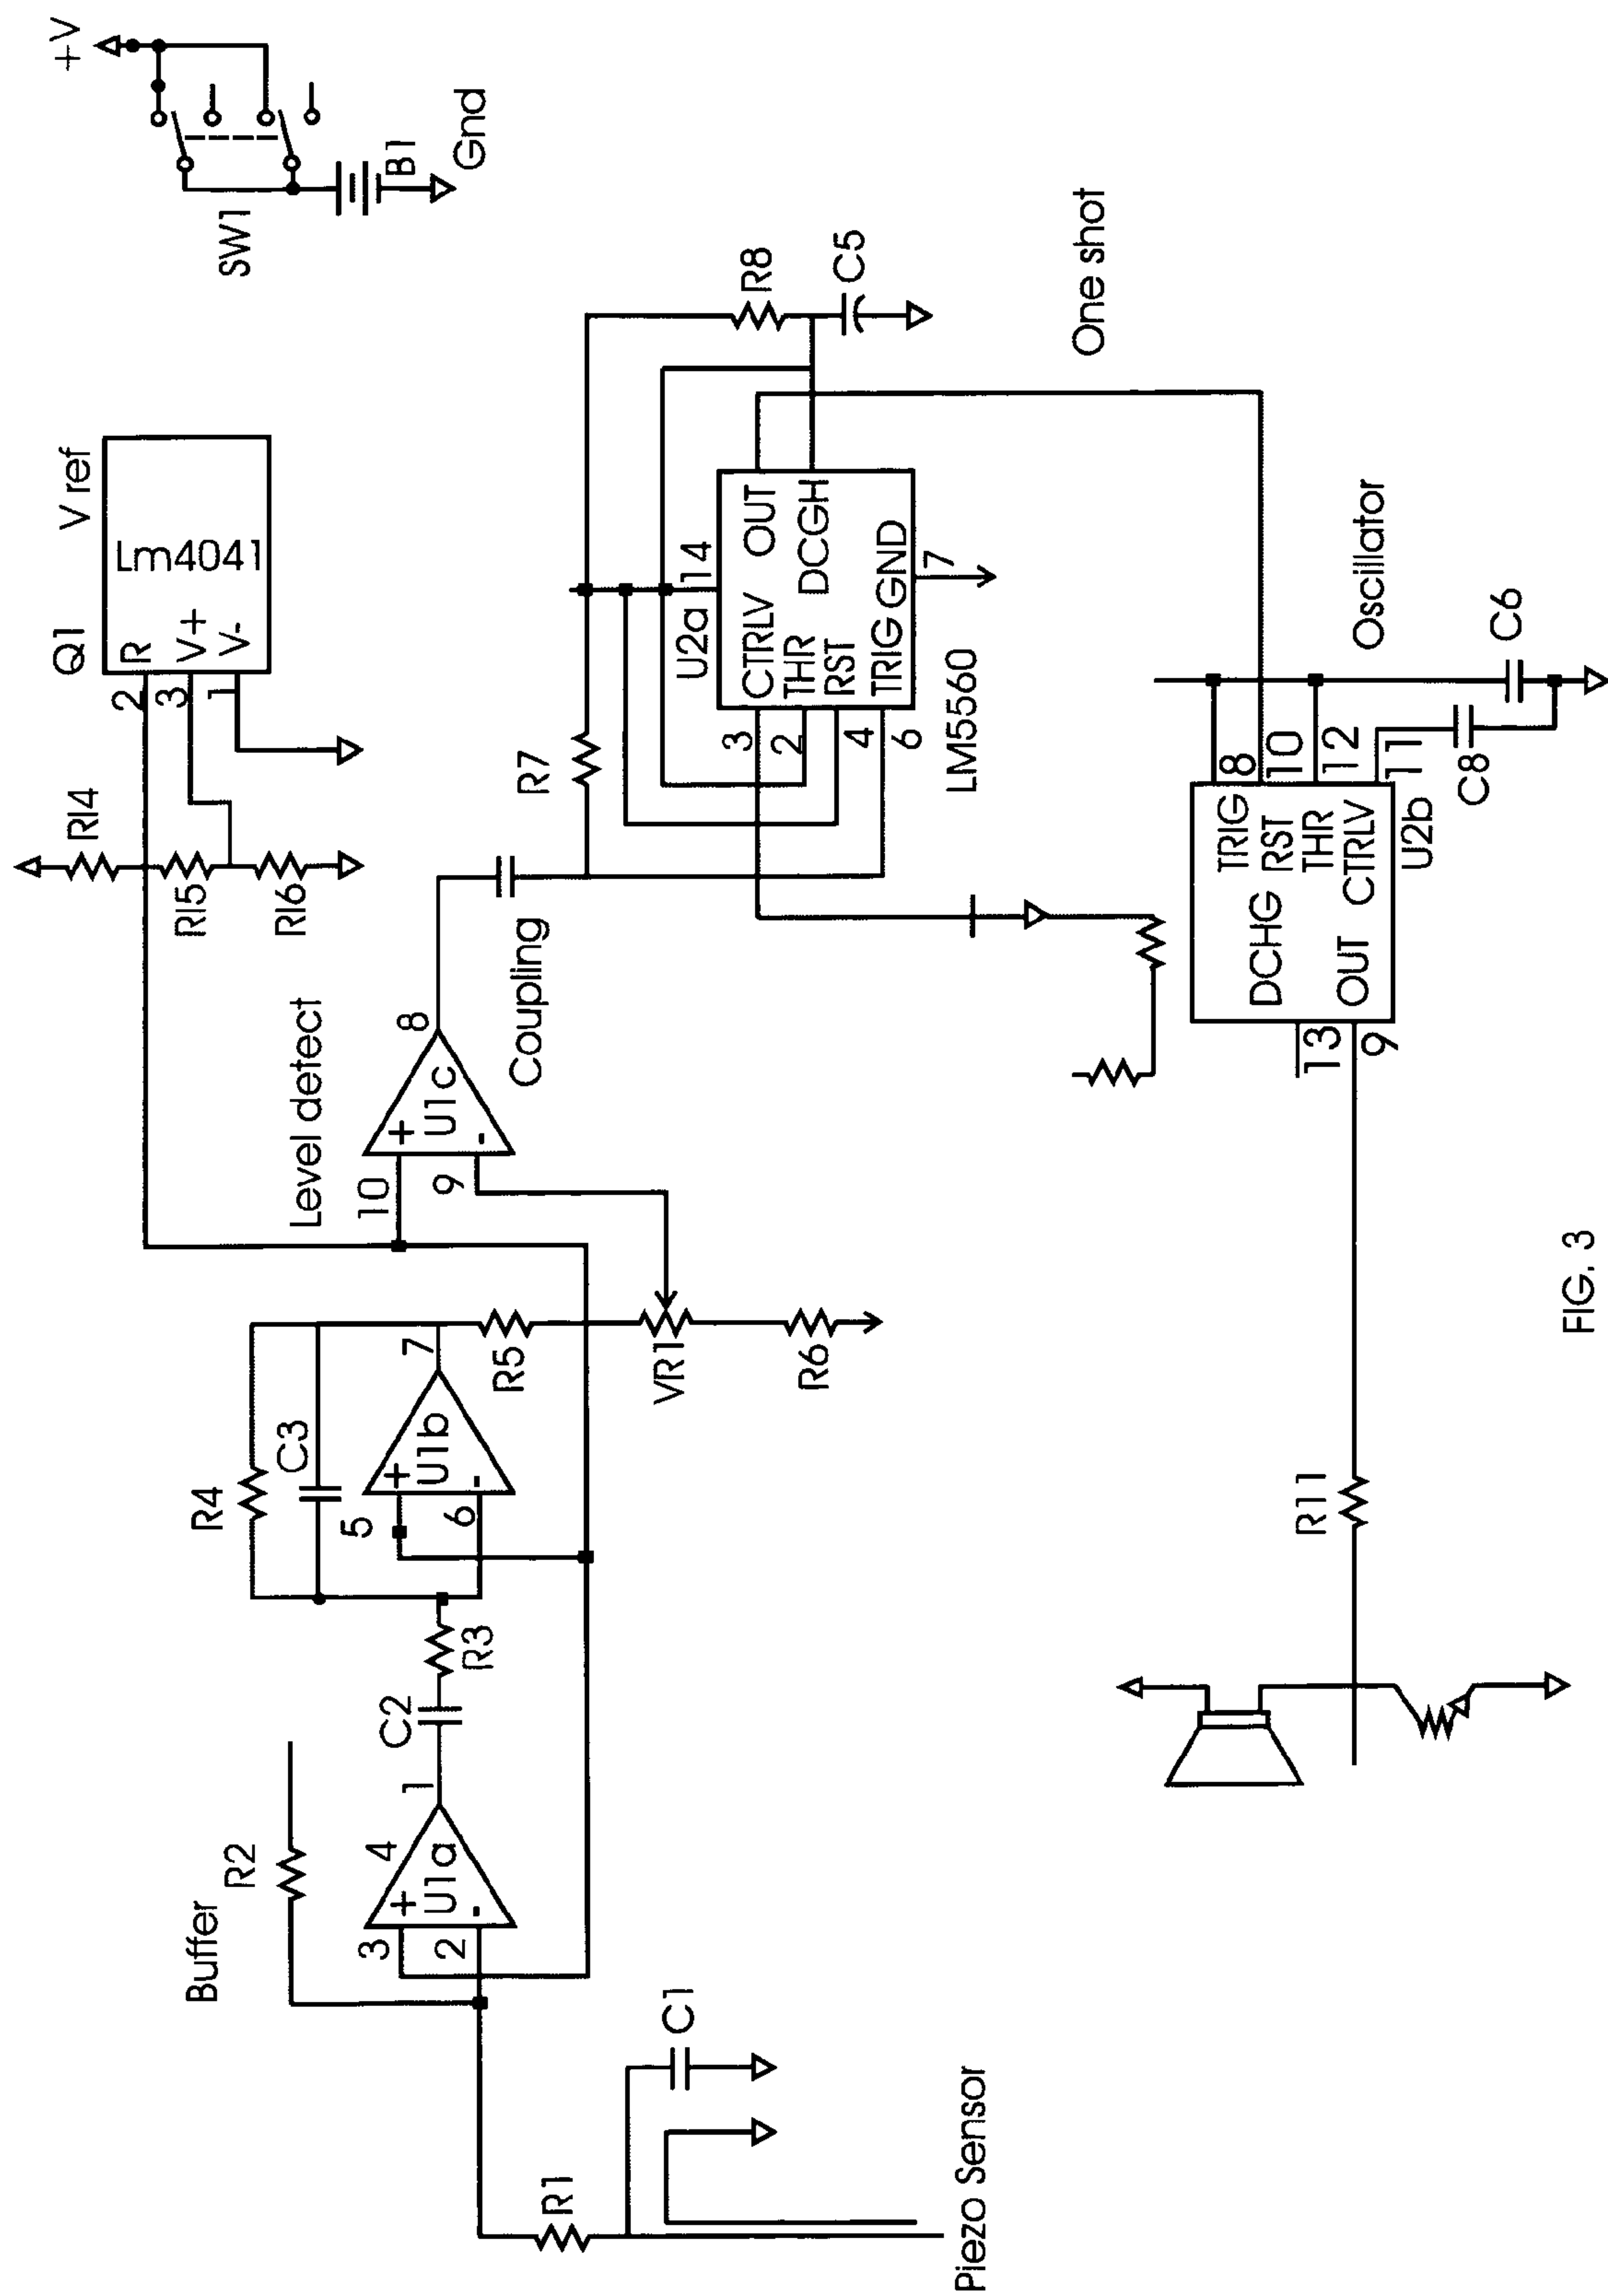 +V
SW1
B1
Gnd
Q1
V ref
Lm4041
R
V+
V-
2
3
1
R14
R15
R16
Level detect
10
9
8
+
U1c
-
Coupling
R7
R8
C5
U2a
14
CTRLV
OUT
THR
DCGH
RST
TRIG
GND
3
2
4
6
7
LM5560
One shot
Buffer
R2
3
2
4
1
+
U1a
-
C2
R3
R4
C3
5
6
7
+
U1b
-
R5
VR1
R6
R1
C1
Piezo Sensor
Oscillator
TRIG
RST
THR
CTRLV
DCHG
OUT
8
10
12
11
13
9
U2b
C8
C6
R11
FIG. 3